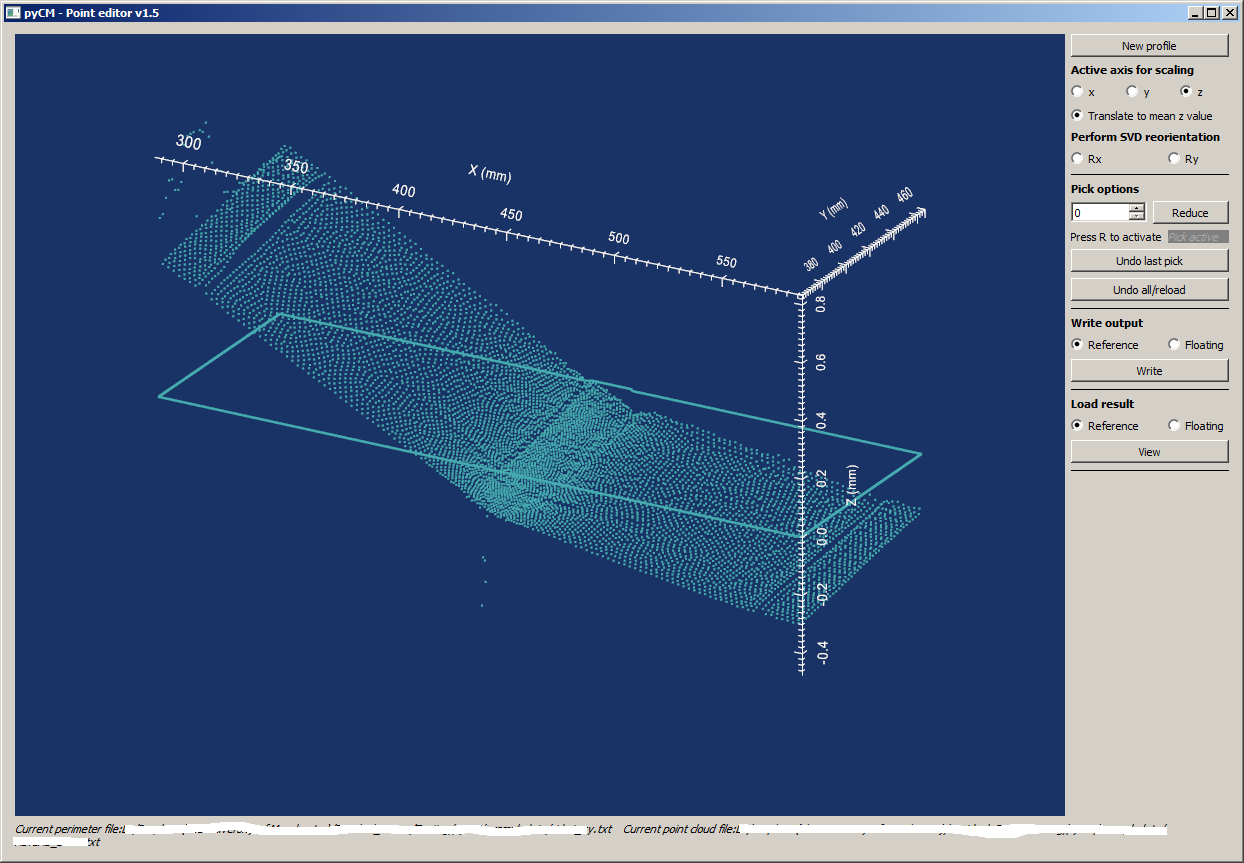 pyCM - Point editor v1.5
New profile
Active axis for scaling
x y z
Translate to mean z value
Perform SVD reorientation
Rx Ry
Pick options
0 Reduce
Press R to activate Pick active
Undo last pick
Undo all/reload
Write output
Reference Floating
Write
Load result
Reference Floating
View
300
350
400
450
500
550
X (mm)
Y (mm)
380
400
420
440
460
0.8
0.6
0.4
0.2
0.0
-0.2
-0.4
Z (mm)
Current perimeter file: Current point cloud file: